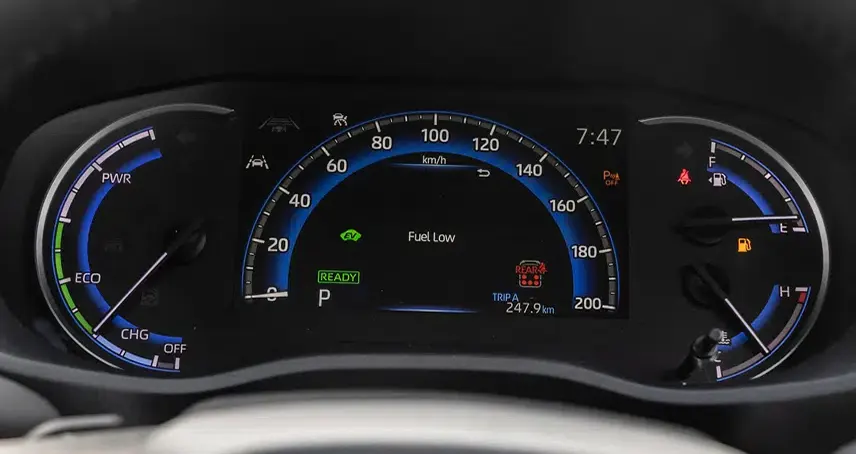 PWR
ECO
CHG
OFF
0
20
40
60
80
100
120
140
160
180
200
km/h
7:47
EV
Fuel Low
READY
P
REAR
TRIP A
247.9 km
P
OFF
F
E
H
C